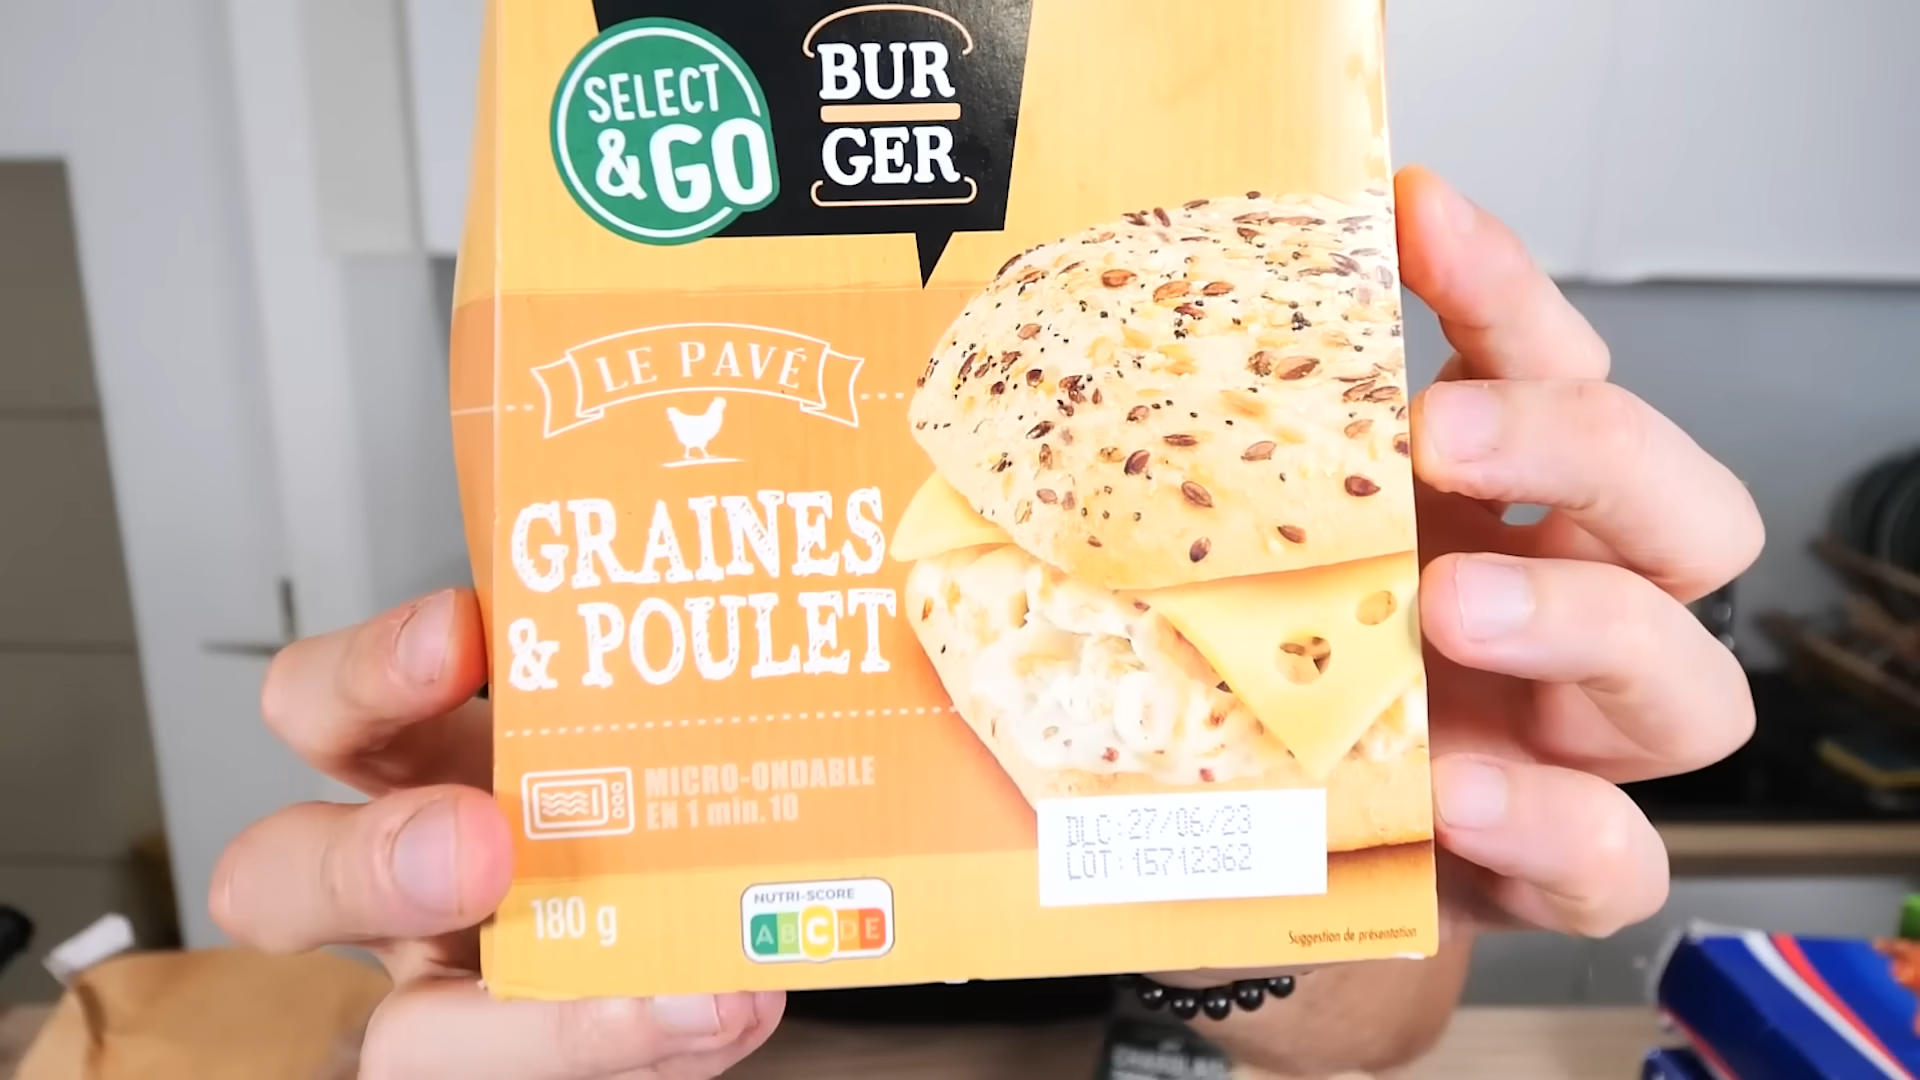 SELECT
&GO
BUR
GER
LE PAVÉ
GRAINES
& POULET
MICRO-ONDABLE
EN 1 min.10
DLC:27/06/23
LOT:15712362
180 g
NUTRI-SCORE
A B C D E
Suggestion de présentation